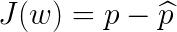 J(w) = p − p̂